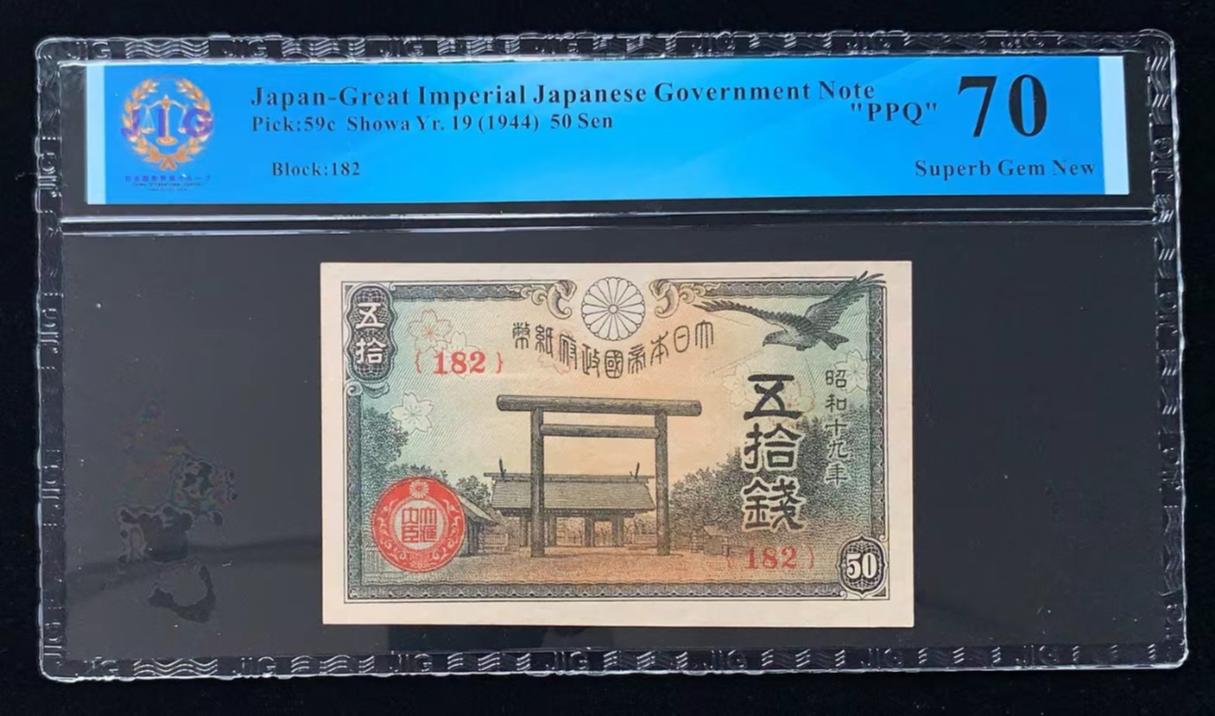 Japan-Great Imperial Japanese Government Note
"PPQ" 70
Pick:59c Showa Yr. 19 (1944) 50 Sen
Block:182
Superb Gem New
JIG
五拾
{182}
大日本帝國政府紙幣
昭和十九年
五拾錢
{182}
50